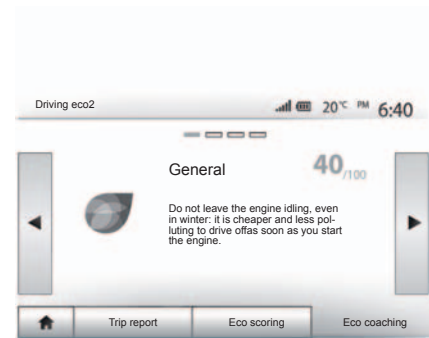 Driving eco2
20°C PM 6:40
General
40/100
Do not leave the engine idling, even
in winter: it is cheaper and less pol-
luting to drive offas soon as you start
the engine.
Trip report Eco scoring Eco coaching